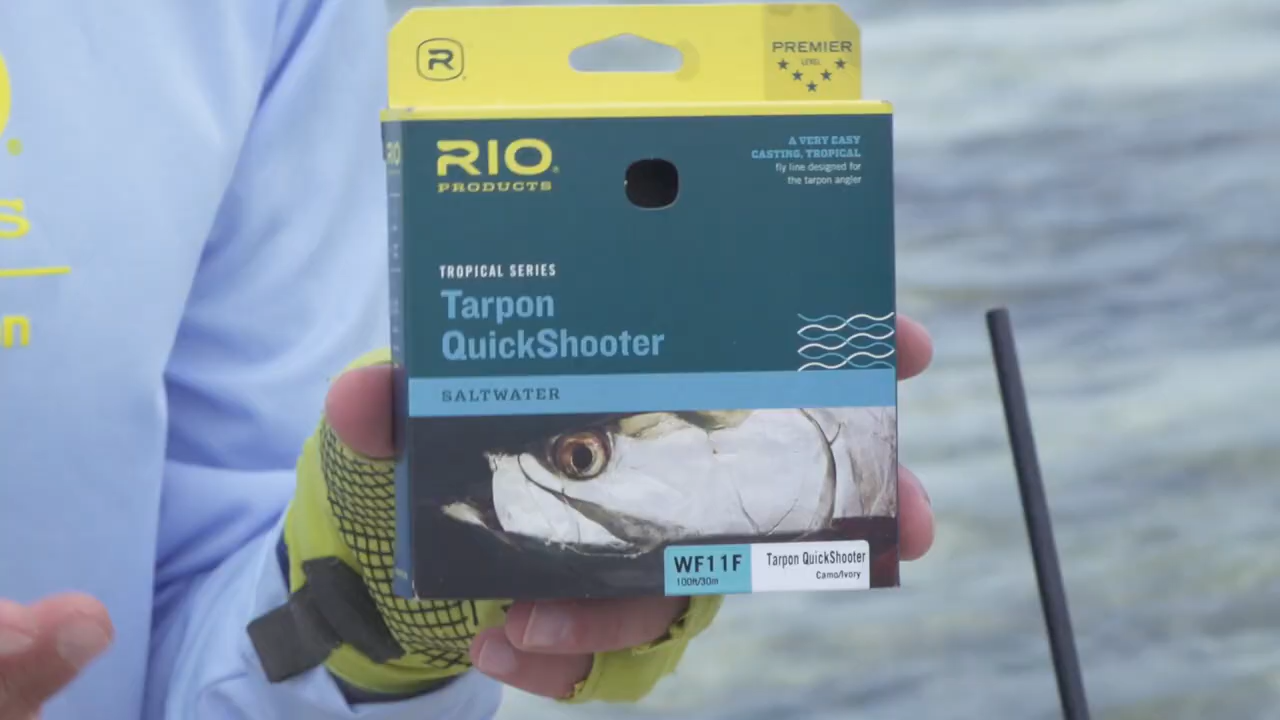 R
PREMIER
LEVEL
RIO
PRODUCTS
A VERY EASY
CASTING, TROPICAL
fly line designed for
the tarpon angler
RIO
TROPICAL SERIES
Tarpon
QuickShooter
SALTWATER
WF11F
100ft/30m
Tarpon QuickShooter
Camo/Ivory
s
n